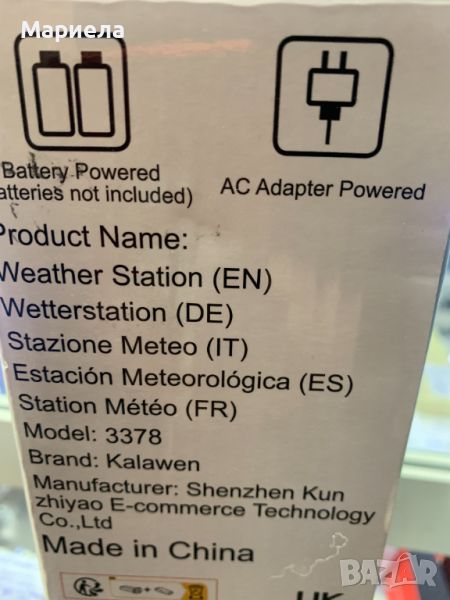 Мариела
Battery Powered
atteries not included)
AC Adapter Powered
Product Name:
Weather Station (EN)
Wetterstation (DE)
Stazione Meteo (IT)
Estación Meteorológica (ES)
Station Météo (FR)
Model: 3378
Brand: Kalawen
Manufacturer: Shenzhen Kun
zhiyao E-commerce Technology
Co.,Ltd
Made in China
UK
bazar